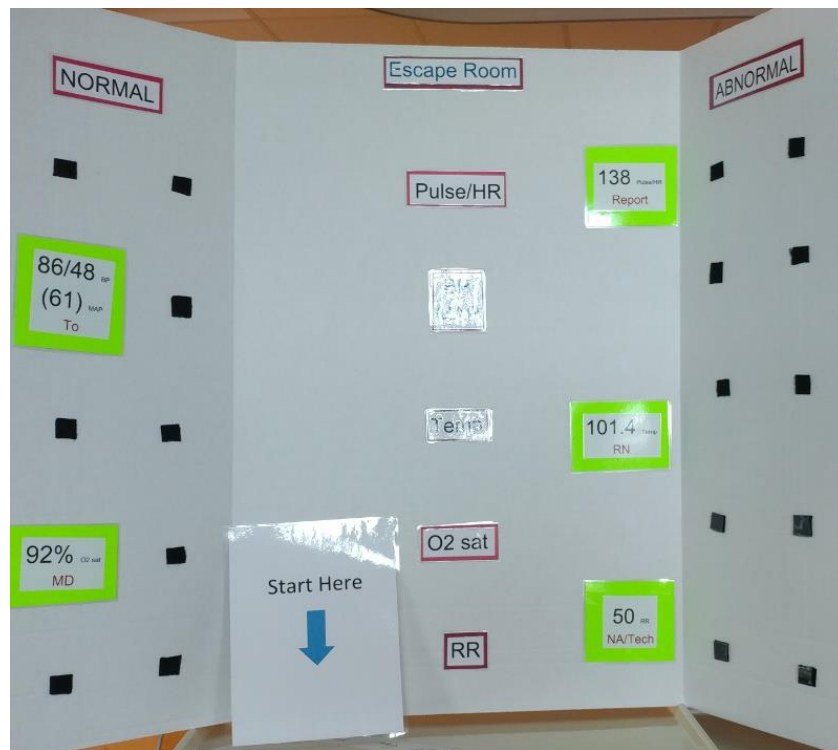 NORMAL
Escape Room
ABNORMAL
Pulse/HR
138 Pulse/HR
Report
86/48 BP
(61) MAP
To
Temp
101.4 Temp
RN
92% O2 sat
MD
O2 sat
Start Here
50 RR
NA/Tech
RR